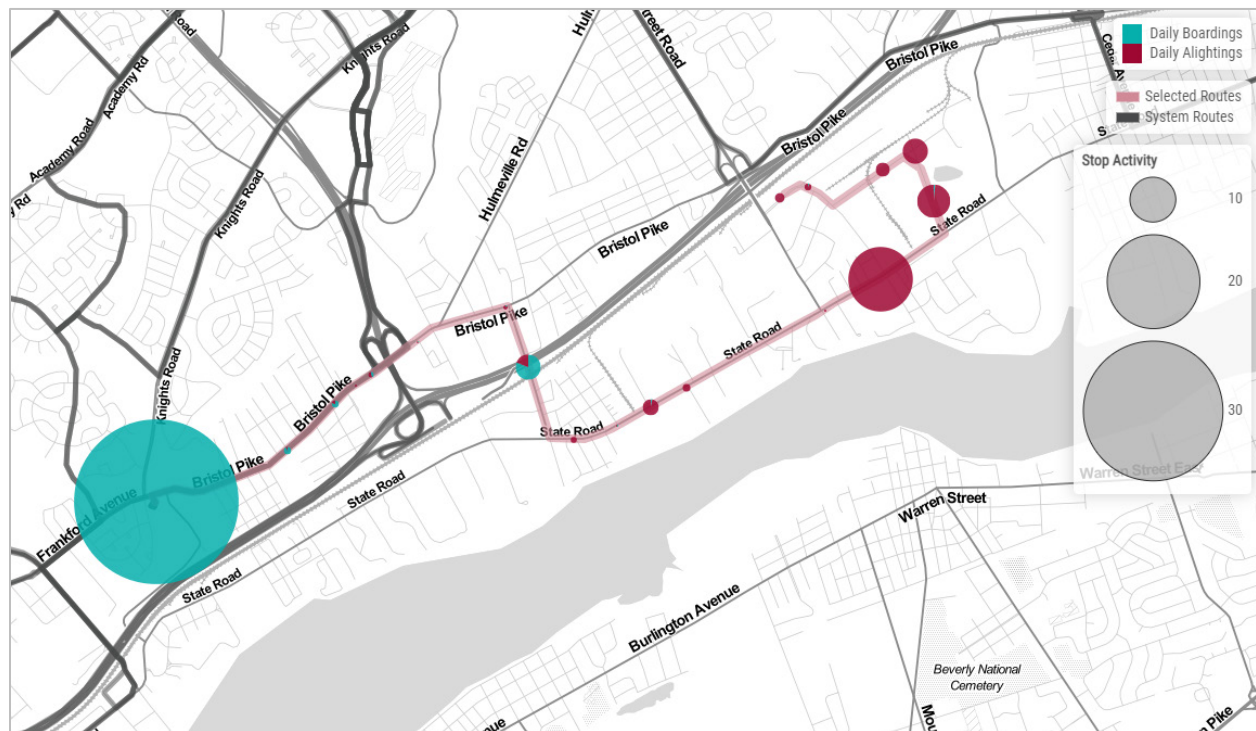 Road
Academy Rd
Academy Road
Knights Road
Knights Road
Knights Road
Hulmeville Rd
Street Road
Bristol Pike
Bristol Pike
Bristol Pike
Bristol Pike
Bristol Pike
Bristol Pike
Frankford Avenue
State Road
State Road
State Road
State Road
State Road
Warren Street
Warren Street East
Burlington Avenue
Beverly National
Cemetery
Daily Boardings
Daily Alightings
Selected Routes
System Routes
Stop Activity
10
20
30